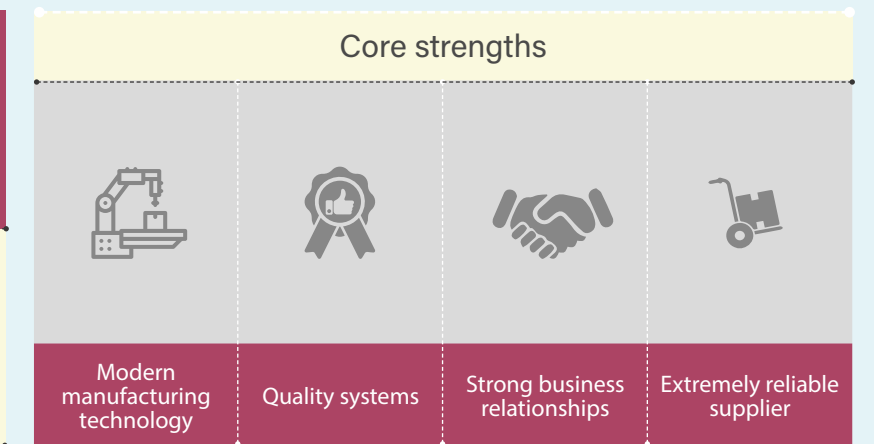 Core strengths
Modern
manufacturing
technology
Quality systems
Strong business
relationships
Extremely reliable
supplier